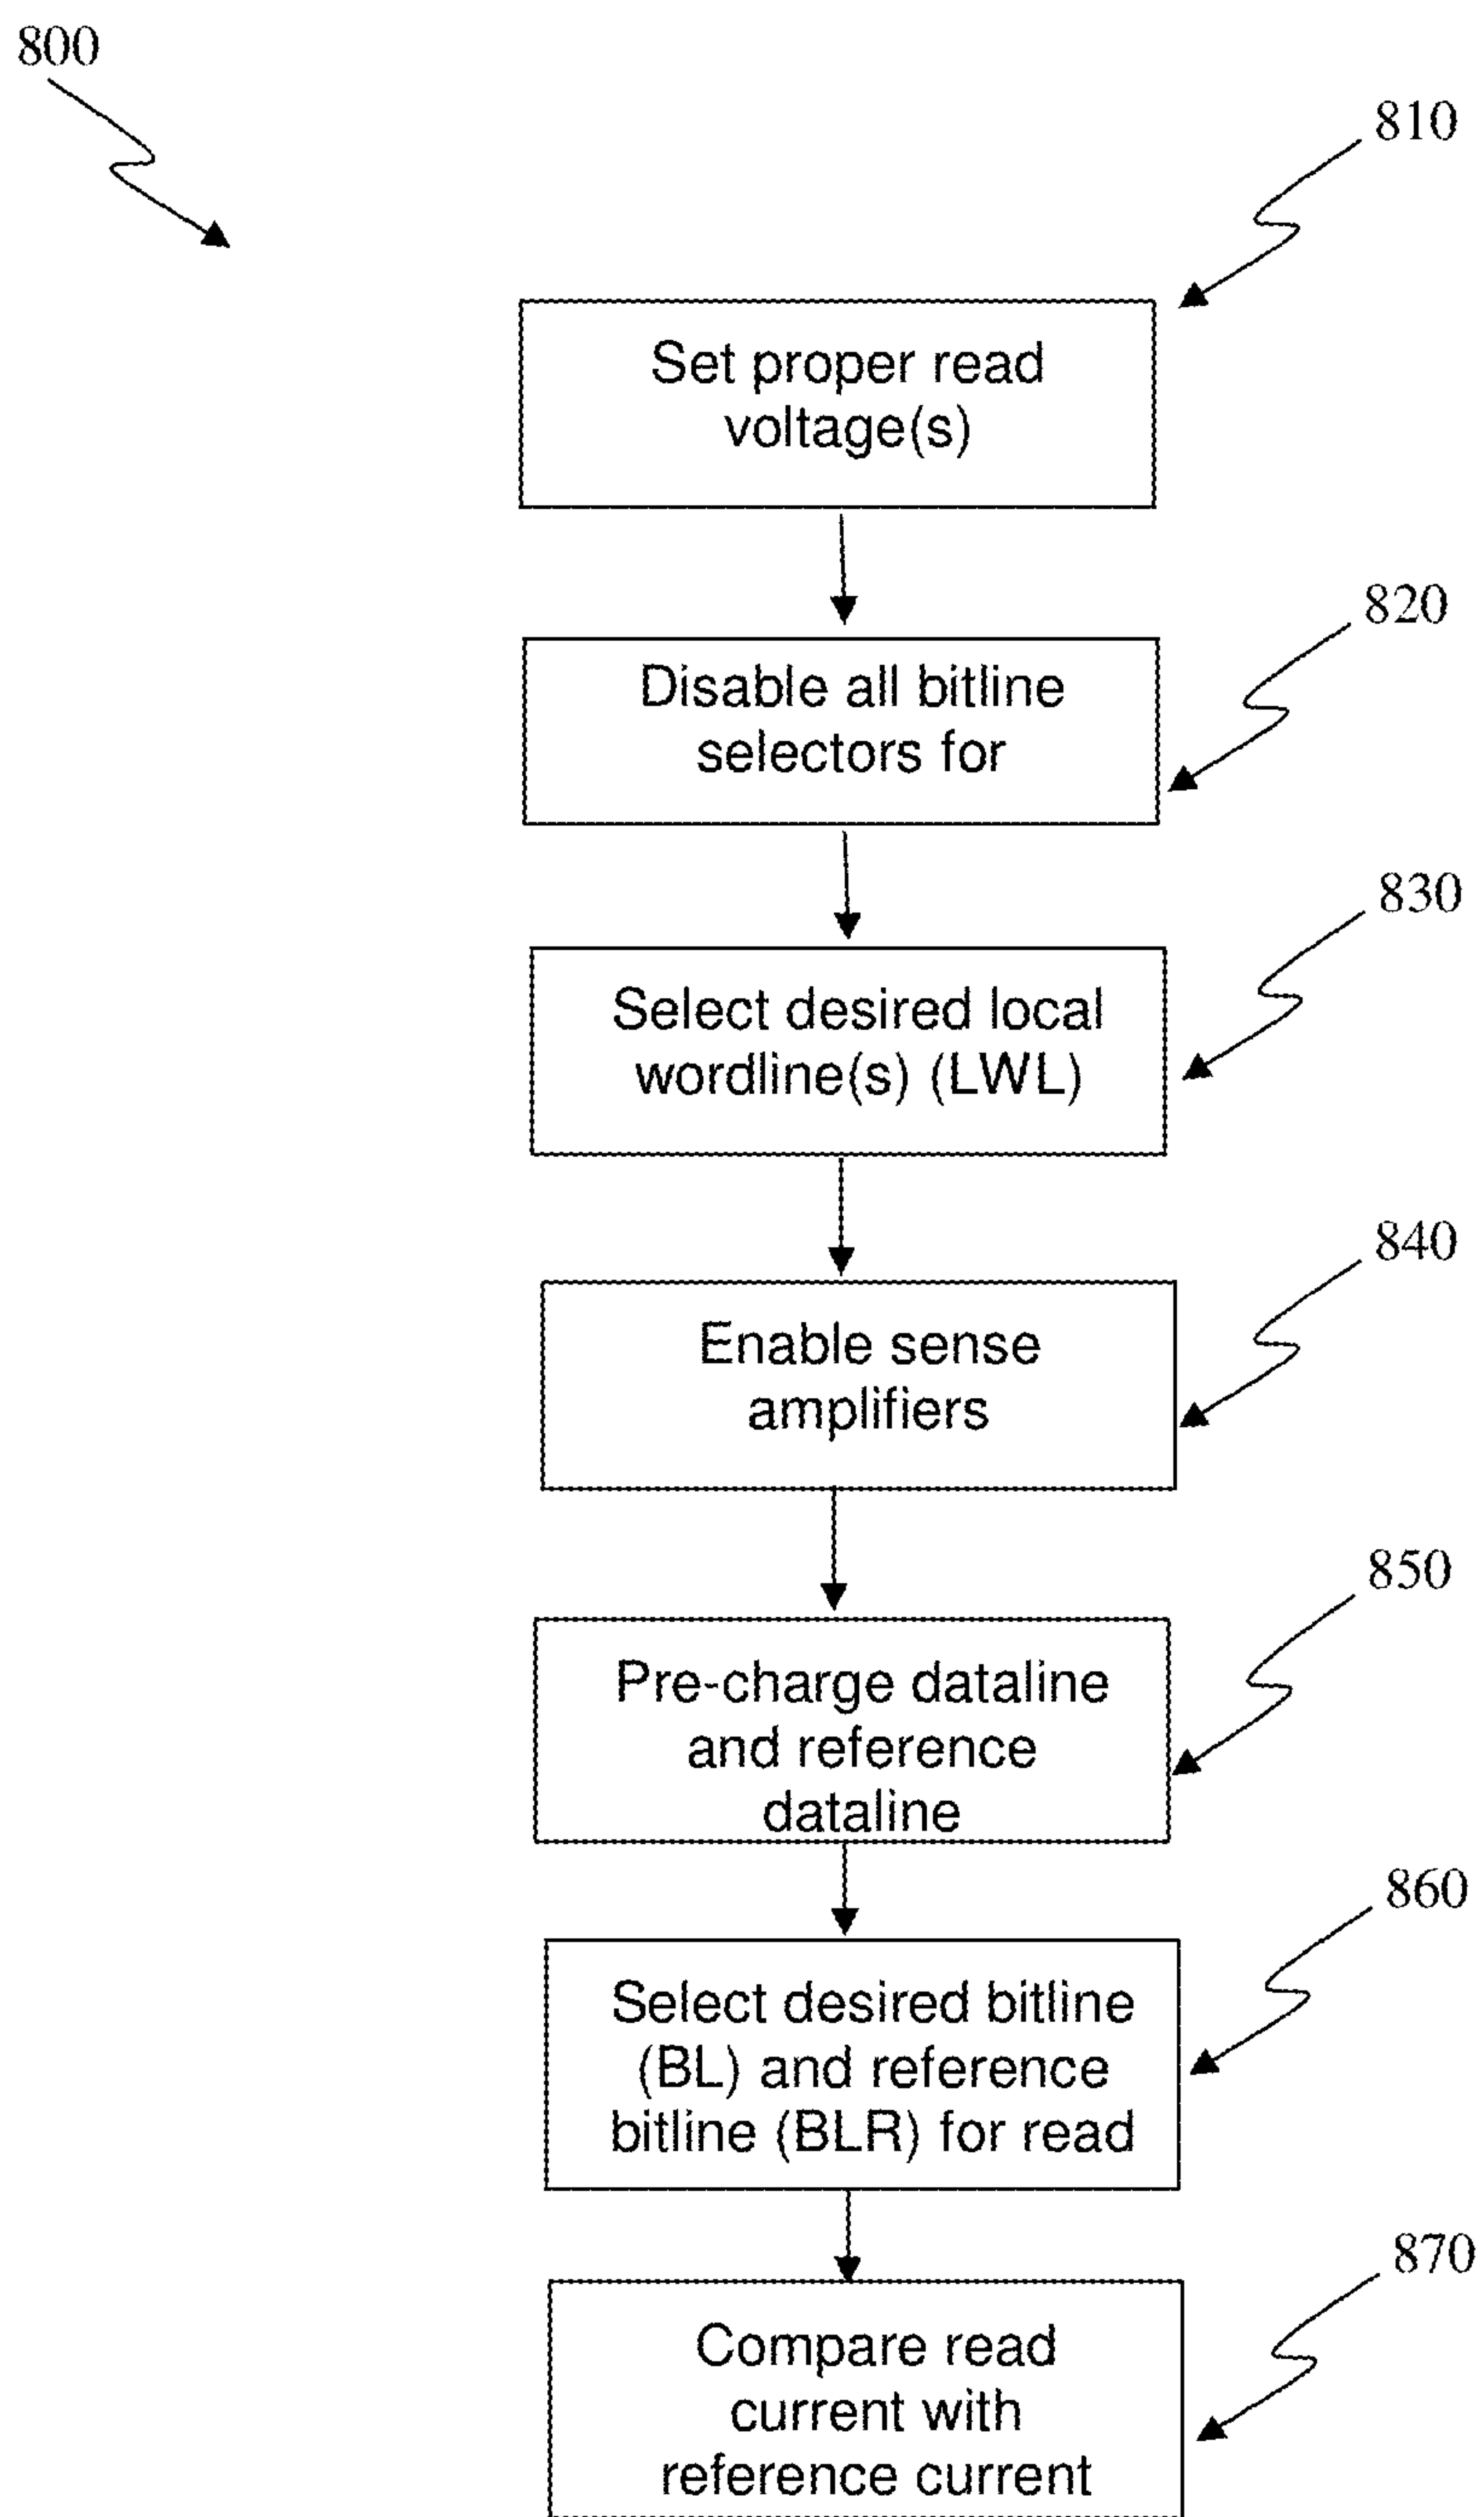 800
810
Set proper read
voltage(s)
820
Disable all bitline
selectors for
830
Select desired local
wordline(s) (LWL)
840
Enable sense
amplifiers
850
Pre-charge dataline
and reference
dataline
860
Select desired bitline
(BL) and reference
bitline (BLR) for read
870
Compare read
current with
reference current